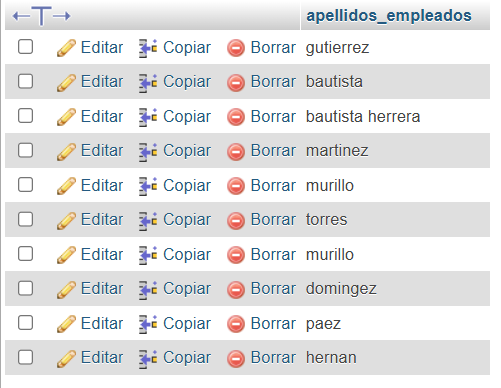 apellidos_empleados
Editar Copiar Borrar gutierrez
Editar Copiar Borrar bautista
Editar Copiar Borrar bautista herrera
Editar Copiar Borrar martinez
Editar Copiar Borrar murillo
Editar Copiar Borrar torres
Editar Copiar Borrar murillo
Editar Copiar Borrar domingez
Editar Copiar Borrar paez
Editar Copiar Borrar hernan